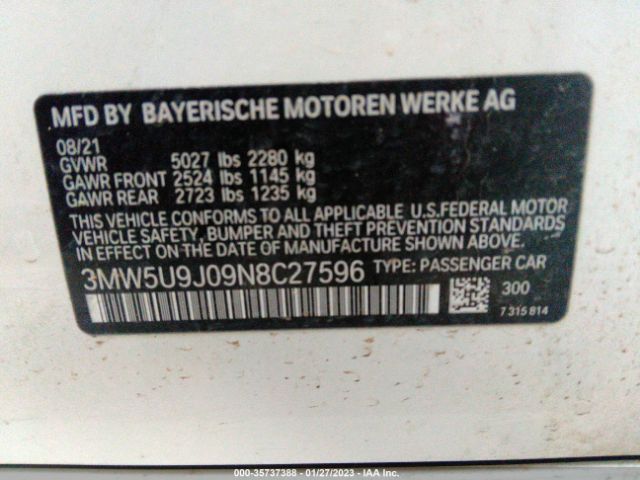 MFD BY BAYERISCHE MOTOREN WERKE AG
08/21
GVWR 5027 lbs 2280 kg
GAWR FRONT 2524 lbs 1145 kg
GAWR REAR 2723 lbs 1235 kg
THIS VEHICLE CONFORMS TO ALL APPLICABLE U.S.FEDERAL MOTOR
VEHICLE SAFETY, BUMPER AND THEFT PREVENTION STANDARDS
IN EFFECT ON THE DATE OF MANUFACTURE SHOWN ABOVE.
3MW5U9J09N8C27596 TYPE: PASSENGER CAR
300
7 315 814
000-35737388 - 01/27/2023 - IAA Inc.